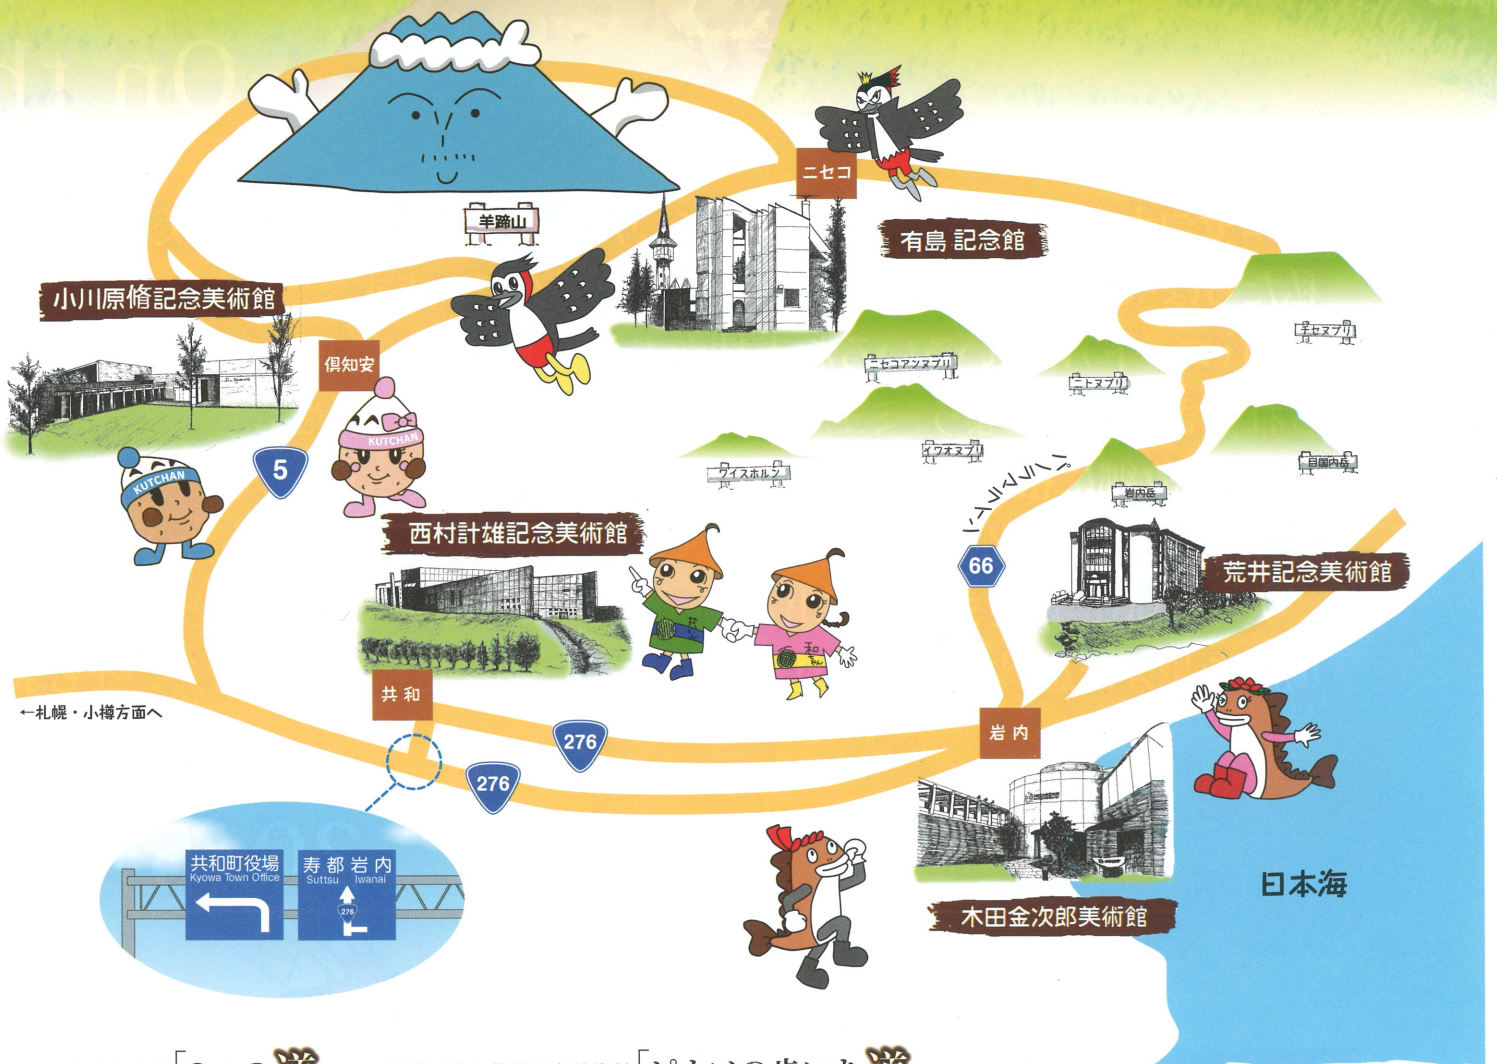 On th
ニセコ
羊蹄山
有島 記念館
小川原脩記念美術館
倶知安
チセヌプリ
ニセコアンヌプリ
ニトヌプリ
KUTCHAN
KUTCHAN
イワオヌプリ
ワイスホルン
目国内岳
岩内岳
パノラマライン
5
西村計雄記念美術館
66
荒井記念美術館
共和
←札幌・小樽方面へ
276
276
岩内
共和町役場
Kyowa Town Office
寿都 岩内
Suttsu Iwanai
276
日本海
木田金次郎美術館